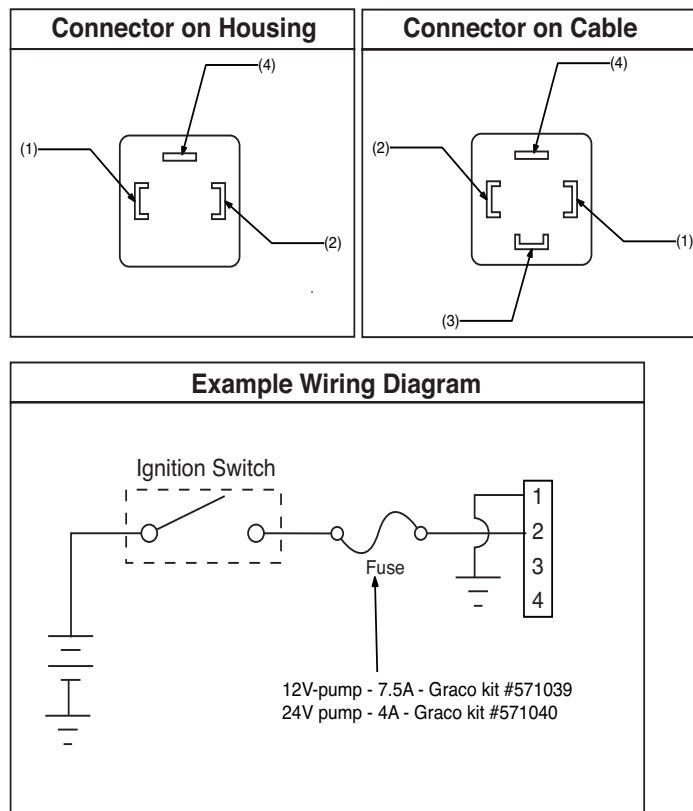 Connector on Housing
(4)
(1)
(2)
Connector on Cable
(4)
(2)
(1)
(3)
Example Wiring Diagram
Ignition Switch
Fuse
1
2
3
4
12V-pump - 7.5A - Graco kit #571039
24V pump - 4A - Graco kit #571040